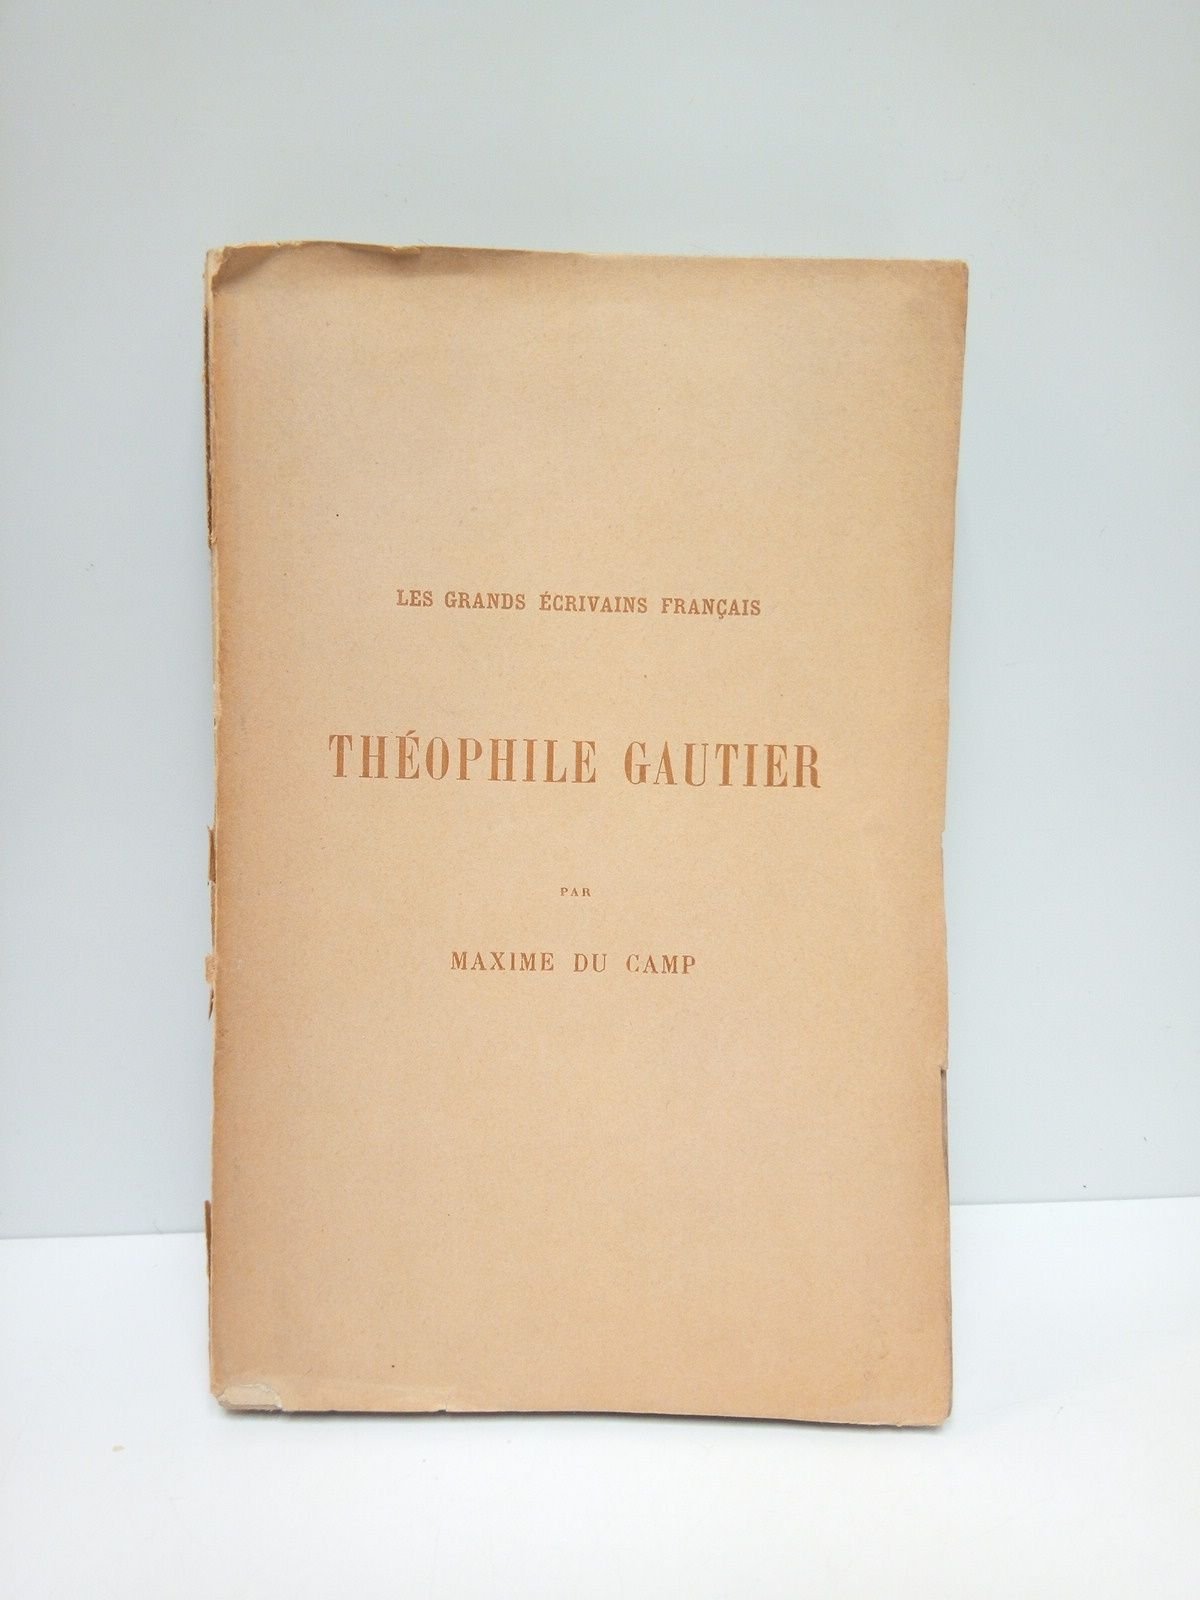 LES GRANDS ÉCRIVAINS FRANÇAIS
THÉOPHILE GAUTIER
PAR
MAXIME DU CAMP